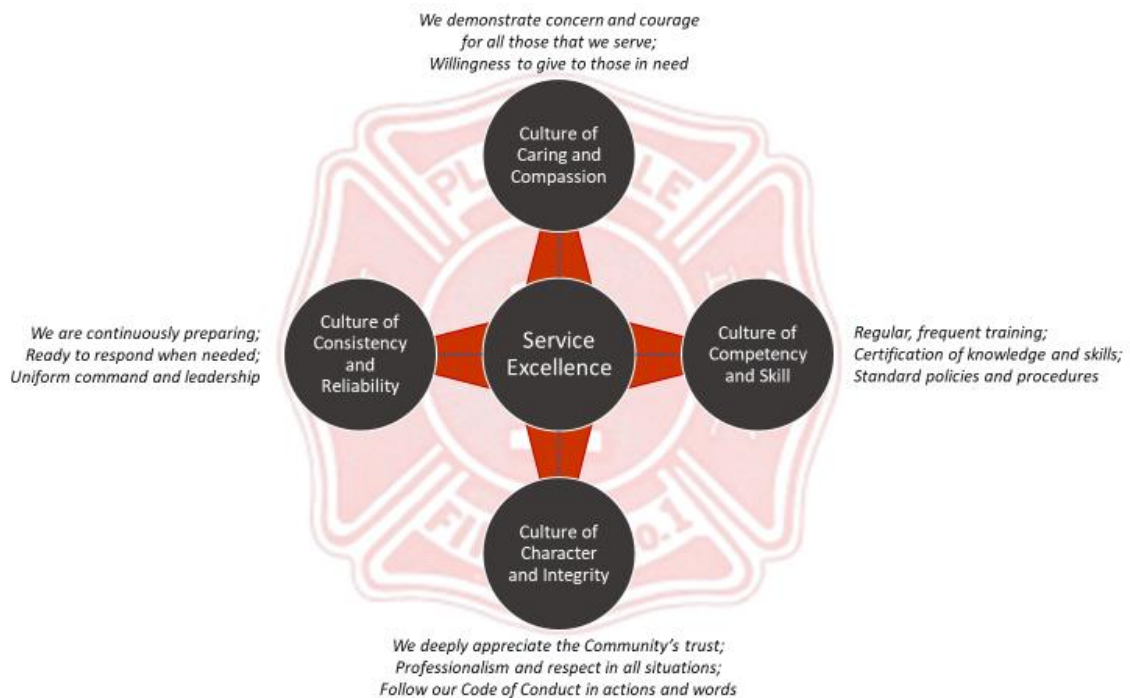 We demonstrate concern and courage
for all those that we serve;
Willingness to give to those in need
Culture of
Caring and
Compassion
We are continuously preparing;
Ready to respond when needed;
Uniform command and leadership
Culture of
Consistency
and
Reliability
Service
Excellence
Culture of
Competency
and Skill
Regular, frequent training;
Certification of knowledge and skills;
Standard policies and procedures
Culture of
Character
and Integrity
We deeply appreciate the Community's trust;
Professionalism and respect in all situations;
Follow our Code of Conduct in actions and words